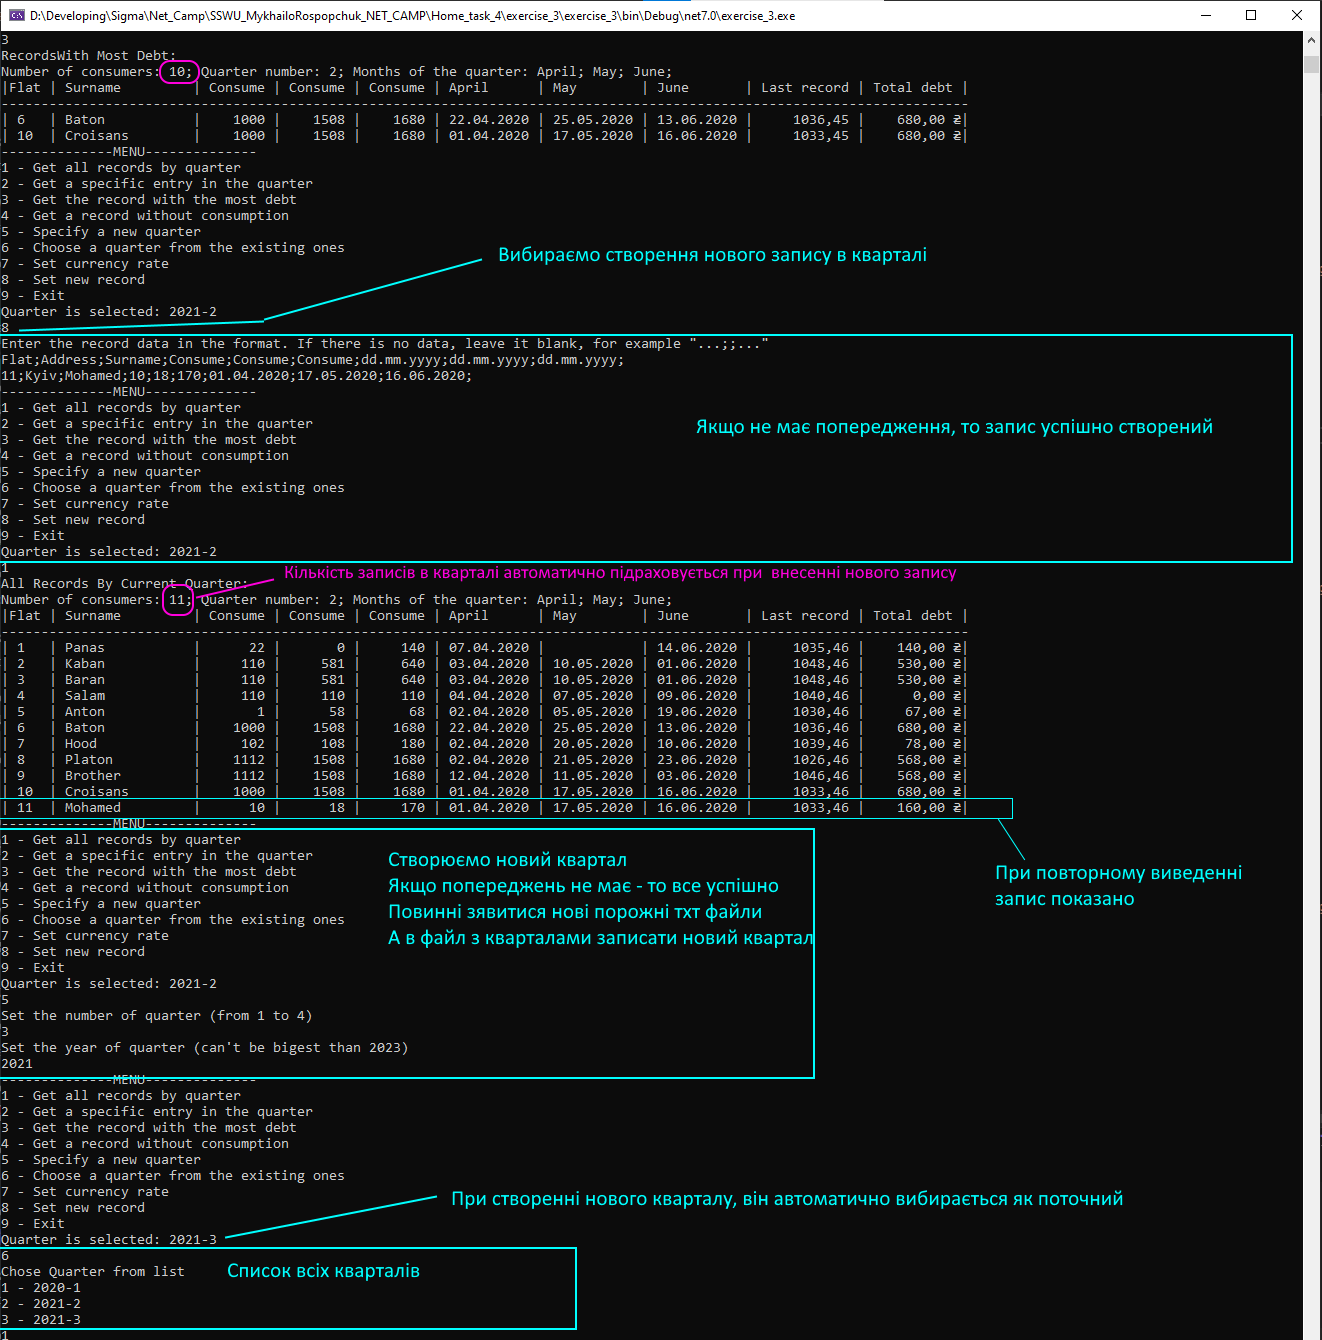 D:\Developing\Sigma\Net_Camp\SSWU_MykhailoRospopchuk_NET_CAMP\Home_task_4\exercise_3\exercise_3\bin\Debug\net7.0\exercise_3.exe
3
RecordsWith Most Debt:
Number of consumers: 10; Quarter number: 2; Months of the quarter: April; May; June;
|Flat | Surname         | Consume | Consume | Consume | April      | May        | June       | Last record | Total debt |
-------------------------------------------------------------------------------------------------------------------------
| 6   | Baton           |    1000 |    1508 |    1680 | 22.04.2020 | 25.05.2020 | 13.06.2020 |     1036,45 |    680,00 ₴|
| 10  | Croisans        |    1000 |    1508 |    1680 | 01.04.2020 | 17.05.2020 | 16.06.2020 |     1033,45 |    680,00 ₴|
--------------MENU--------------
1 - Get all records by quarter
2 - Get a specific entry in the quarter
3 - Get the record with the most debt
4 - Get a record without consumption
5 - Specify a new quarter
6 - Choose a quarter from the existing ones
Вибираємо створення нового запису в кварталі
7 - Set currency rate
8 - Set new record
9 - Exit
Quarter is selected: 2021-2
8
Enter the record data in the format. If there is no data, leave it blank, for example "...;;..."
Flat;Address;Surname;Consume;Consume;Consume;dd.mm.yyyy;dd.mm.yyyy;dd.mm.yyyy;
11;Kyiv;Mohamed;10;18;170;01.04.2020;17.05.2020;16.06.2020;
--------------MENU--------------
1 - Get all records by quarter
2 - Get a specific entry in the quarter
Якщо не має попередження, то запис успішно створений
3 - Get the record with the most debt
4 - Get a record without consumption
5 - Specify a new quarter
6 - Choose a quarter from the existing ones
7 - Set currency rate
8 - Set new record
9 - Exit
Quarter is selected: 2021-2
1
Кількість записів в кварталі автоматично підраховується при внесенні нового запису
All Records By Current Quarter:
Number of consumers: 11; Quarter number: 2; Months of the quarter: April; May; June;
|Flat | Surname         | Consume | Consume | Consume | April      | May        | June       | Last record | Total debt |
-------------------------------------------------------------------------------------------------------------------------
| 1   | Panas           |      22 |       0 |     140 | 07.04.2020 |            | 14.06.2020 |     1035,46 |    140,00 ₴|
| 2   | Kaban           |     110 |     581 |     640 | 03.04.2020 | 10.05.2020 | 01.06.2020 |     1048,46 |    530,00 ₴|
| 3   | Baran           |     110 |     581 |     640 | 03.04.2020 | 10.05.2020 | 01.06.2020 |     1048,46 |    530,00 ₴|
| 4   | Salam           |     110 |     110 |     110 | 04.04.2020 | 07.05.2020 | 09.06.2020 |     1040,46 |      0,00 ₴|
| 5   | Anton           |       1 |      58 |      68 | 02.04.2020 | 05.05.2020 | 19.06.2020 |     1030,46 |     67,00 ₴|
| 6   | Baton           |    1000 |    1508 |    1680 | 22.04.2020 | 25.05.2020 | 13.06.2020 |     1036,46 |    680,00 ₴|
| 7   | Hood            |     102 |     108 |     180 | 02.04.2020 | 20.05.2020 | 10.06.2020 |     1039,46 |     78,00 ₴|
| 8   | Platon          |    1112 |    1508 |    1680 | 02.04.2020 | 21.05.2020 | 23.06.2020 |     1026,46 |    568,00 ₴|
| 9   | Brother         |    1112 |    1508 |    1680 | 12.04.2020 | 11.05.2020 | 03.06.2020 |     1046,46 |    568,00 ₴|
| 10  | Croisans        |    1000 |    1508 |    1680 | 01.04.2020 | 17.05.2020 | 16.06.2020 |     1033,46 |    680,00 ₴|
| 11  | Mohamed         |      10 |      18 |     170 | 01.04.2020 | 17.05.2020 | 16.06.2020 |     1033,46 |    160,00 ₴|
--------------MENU--------------
1 - Get all records by quarter
2 - Get a specific entry in the quarter
3 - Get the record with the most debt
4 - Get a record without consumption
5 - Specify a new quarter
6 - Choose a quarter from the existing ones
7 - Set currency rate
8 - Set new record
9 - Exit
Створюємо новий квартал
Якщо попереджень не має - то все успішно
Повинні зявитися нові порожні тхт файли
А в файл з кварталами записати новий квартал
При повторному виведенні
запис показано
Quarter is selected: 2021-2
5
Set the number of quarter (from 1 to 4)
3
Set the year of quarter (can't be bigest than 2023)
2021
--------------MENU--------------
1 - Get all records by quarter
2 - Get a specific entry in the quarter
3 - Get the record with the most debt
4 - Get a record without consumption
5 - Specify a new quarter
6 - Choose a quarter from the existing ones
7 - Set currency rate
При створенні нового кварталу, він автоматично вибирається як поточний
8 - Set new record
9 - Exit
Quarter is selected: 2021-3
6
Chose Quarter from list
Список всіх кварталів
1 - 2020-1
2 - 2021-2
3 - 2021-3
1